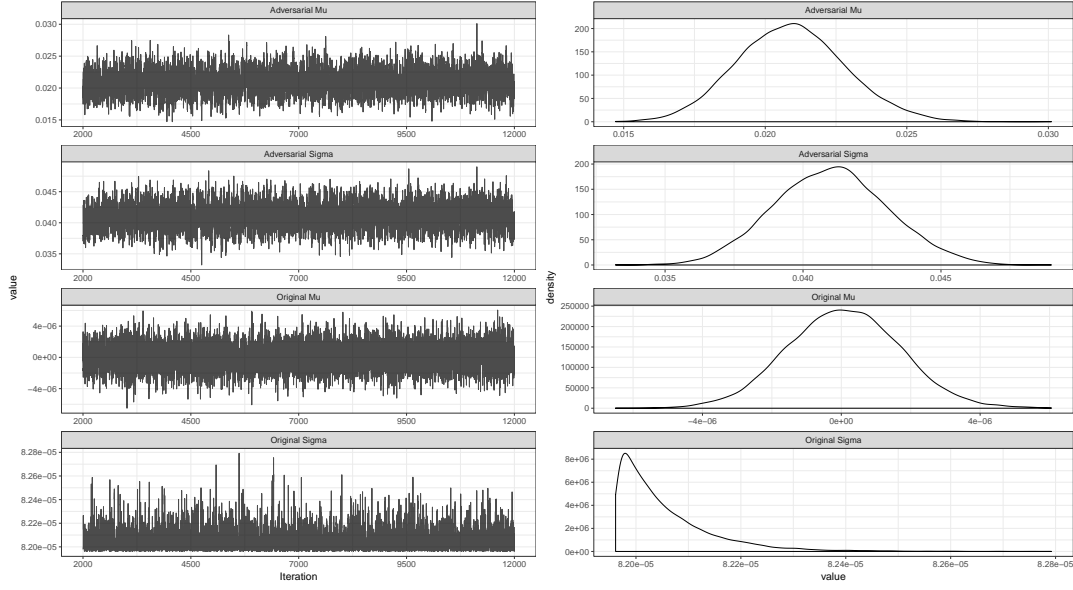 Adversarial Mu
0.030
0.025
0.020
0.015
2000 4500 7000 9500 12000
Adversarial Sigma
0.045
0.040
0.035
2000 4500 7000 9500 12000
value
Original Mu
4e−06
0e+00
−4e−06
2000 4500 7000 9500 12000
Original Sigma
8.28e−05
8.26e−05
8.24e−05
8.22e−05
8.20e−05
2000 4500 7000 9500 12000
Iteration
Adversarial Mu
200
150
100
50
0
0.015 0.020 0.025 0.030
Adversarial Sigma
200
150
100
50
0
0.035 0.040 0.045
density
Original Mu
250000
200000
150000
100000
50000
0
−4e−06 0e+00 4e−06
Original Sigma
8e+06
6e+06
4e+06
2e+06
0e+00
8.20e−05 8.22e−05 8.24e−05 8.26e−05 8.28e−05
value